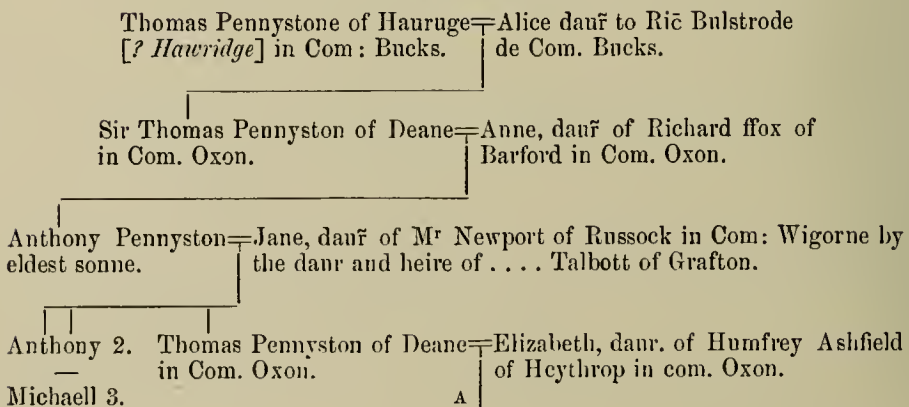 Thomas Pennystone of Hauruge╤Alice daur̃ to Ric̄ Bulstrode
[? Hawridge] in Com: Bucks. de Com. Bucks.
Sir Thomas Pennyston of Deane╤Anne, daur̃ of Richard ffox of
in Com. Oxon. Barford in Com. Oxon.
Anthony Pennyston╤Jane, daur̃ of Mʳ Newport of Russock in Com: Wigorne by
eldest sonne. the daur and heire of .... Talbott of Grafton.
Anthony 2. Thomas Pennyston of Deane╤Elizabeth, daur. of Humfrey Ashfield
— in Com. Oxon. of Heythrop in com. Oxon.
Michaell 3. A